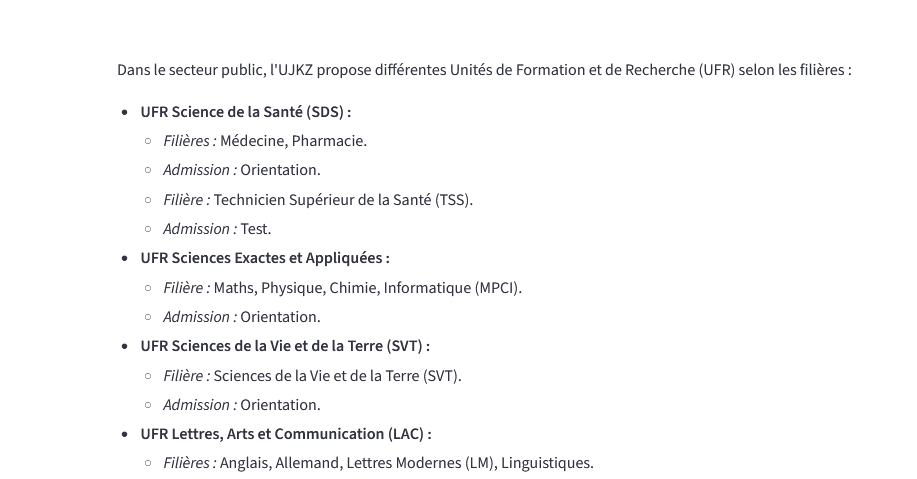 Dans le secteur public, l'UJKZ propose différentes Unités de Formation et de Recherche (UFR) selon les filières :
• UFR Science de la Santé (SDS) :
○ Filières : Médecine, Pharmacie.
○ Admission : Orientation.
○ Filière : Technicien Supérieur de la Santé (TSS).
○ Admission : Test.
• UFR Sciences Exactes et Appliquées :
○ Filière : Maths, Physique, Chimie, Informatique (MPCI).
○ Admission : Orientation.
• UFR Sciences de la Vie et de la Terre (SVT) :
○ Filière : Sciences de la Vie et de la Terre (SVT).
○ Admission : Orientation.
• UFR Lettres, Arts et Communication (LAC) :
○ Filières : Anglais, Allemand, Lettres Modernes (LM), Linguistiques.